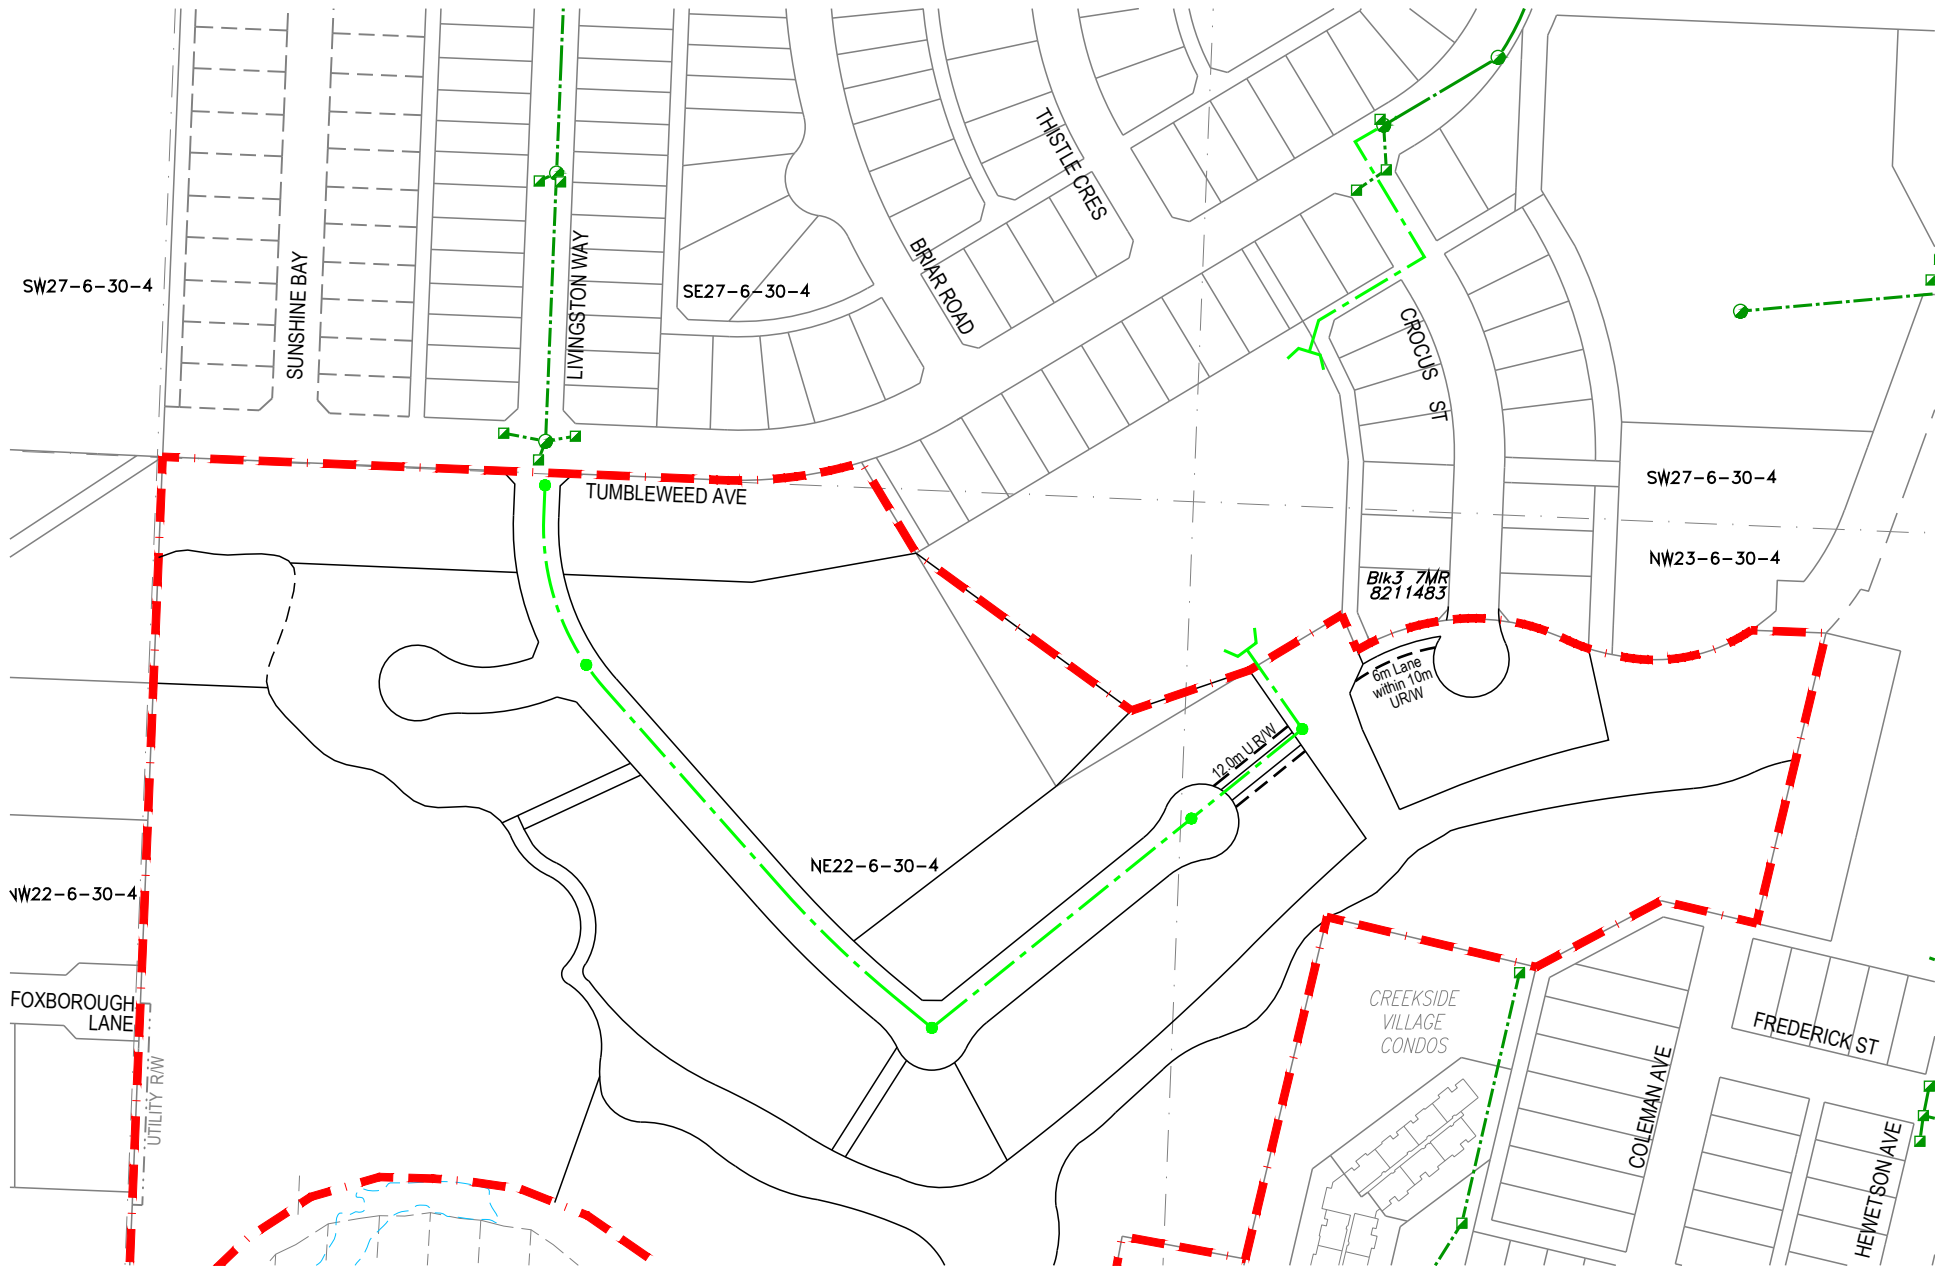 THISTLE CRES
BRIAR ROAD
SUNSHINE BAY
LIVINGSTON WAY
SW27-6-30-4
SE27-6-30-4
CROCUS ST
TUMBLEWEED AVE
SW27-6-30-4
NW23-6-30-4
Blk3 7MR
8211483
6m Lane
within 10m
UR/W
12.0m U R/W
NE22-6-30-4
NW22-6-30-4
FOXBOROUGH
LANE
UTILITY R/W
CREEKSIDE
VILLAGE
CONDOS
FREDERICK ST
COLEMAN AVE
HEWETSON AVE